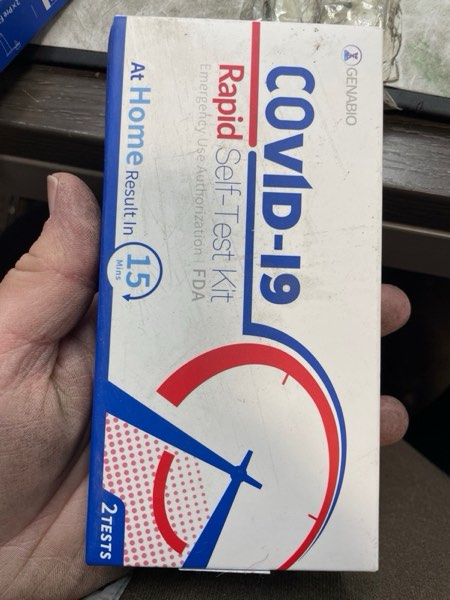 GENABIO
COVID-19
Rapid Self-Test Kit
Emergency Use Authorization | FDA
At Home Result in 15
Mins
2 TESTS